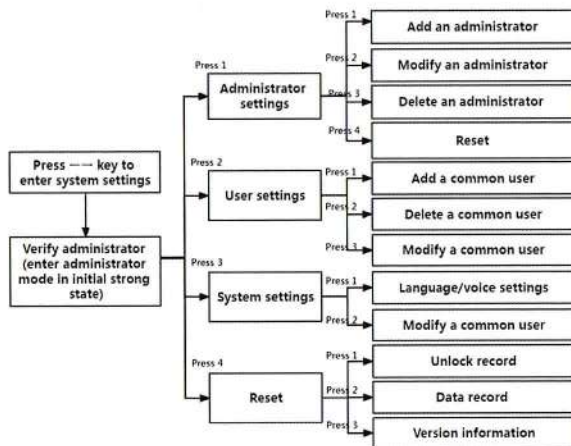 Press 1
Add an administrator
Press 2
Modify an administrator
Press 1
Administrator
settings
Press 3
Delete an administrator
Press 4
Reset
Press —— key to
enter system settings
Press 2
User settings
Press 1
Add a common user
Press 2
Delete a common user
Press 3
Modify a common user
Verify administrator
(enter administrator
mode in initial strong
state)
Press 3
System settings
Press 1
Language/voice settings
Press 2
Modify a common user
Press 4
Reset
Press 1
Unlock record
Press 2
Data record
Press 3
Version information